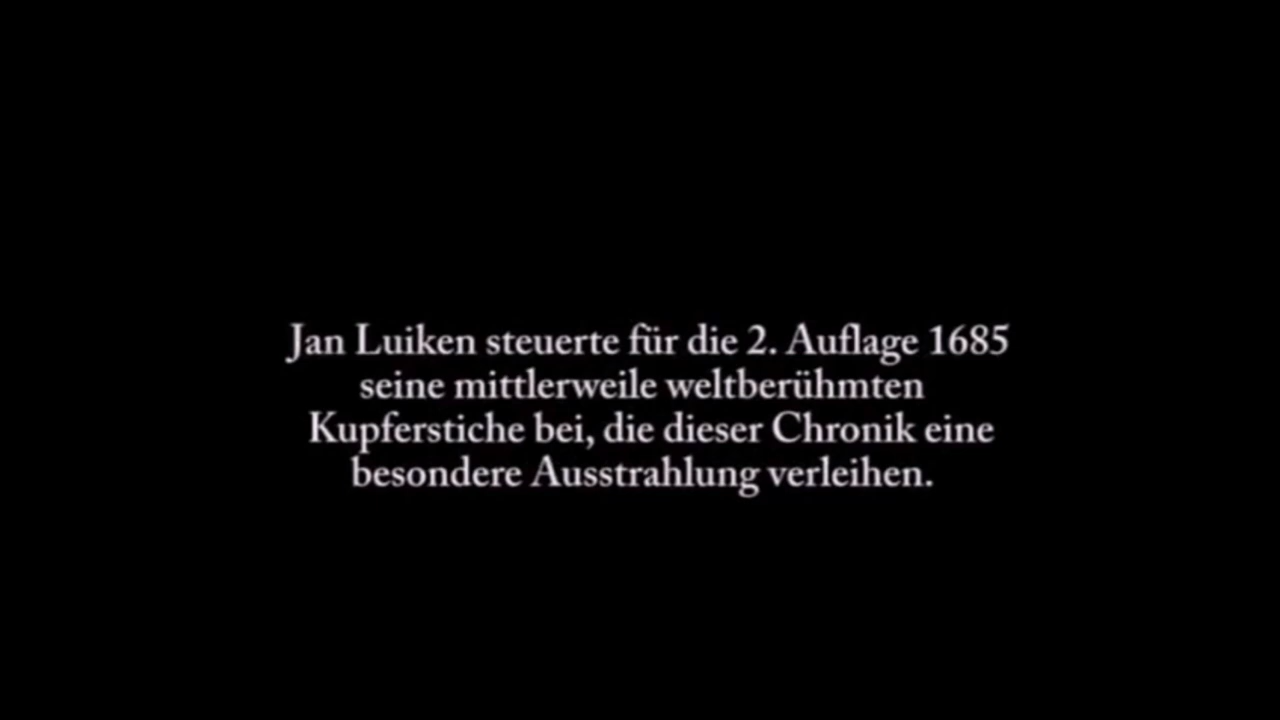 Jan Luiken steuerte für die 2. Auflage 1685
seine mittlerweile weltberühmten
Kupferstiche bei, die dieser Chronik eine
besondere Ausstrahlung verleihen.